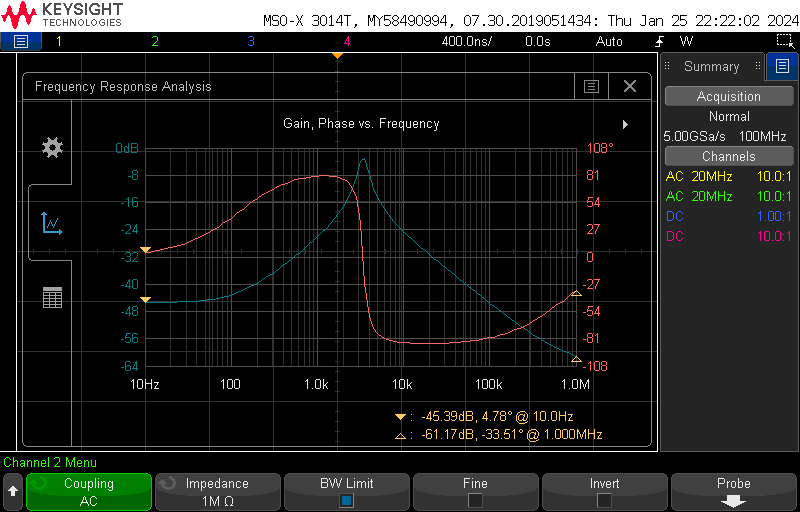 KEYSIGHT
TECHNOLOGIES
MSO-X 3014T, MY58490994, 07.30.2019051434: Thu Jan 25 22:22:02 2024
1 2 3 4 400.0ns/ 0.0s Auto W
Frequency Response Analysis
Summary
Acquisition
Normal
5.00GSa/s 100MHz
Channels
AC 20MHz 10.0:1
AC 20MHz 10.0:1
DC 1.00:1
DC 10.0:1
Gain, Phase vs. Frequency
0dB 108°
-8 81
-16 54
-24 27
-32 0
-40 -27
-48 -54
-56 -81
-64 -108
10Hz 100 1.0k 10k 100k 1.0M
: -45.39dB, 4.78° @ 10.0Hz
: -61.17dB, -33.51° @ 1.000MHz
Channel 2 Menu
Coupling
AC
Impedance
1M Ω
BW Limit
Fine
Invert
Probe